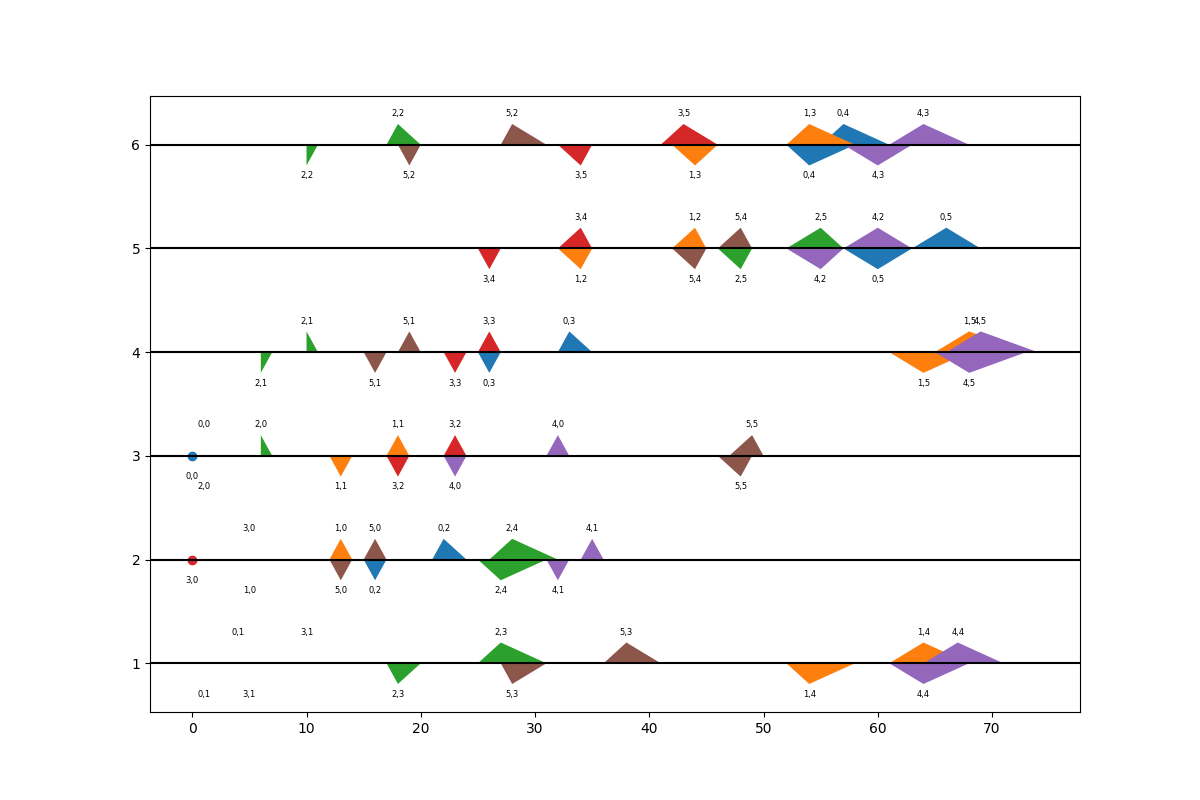 2,2 5,2 3,5 1,3 0,4 4,3
6
2,2 5,2 3,5 1,3 0,4 4,3
3,4 1,2 5,4 2,5 4,2 0,5
5
3,4 1,2 5,4 2,5 4,2 0,5
2,1 5,1 3,3 0,3 1,5 4,5
4
2,1 5,1 3,3 0,3 1,5 4,5
0,0 2,0 1,1 3,2 4,0 5,5
3
0,0
2,0 1,1 3,2 4,0 5,5
3,0 1,0 5,0 0,2 2,4 4,1
2
3,0
1,0 5,0 0,2 2,4 4,1
0,1 3,1 2,3 5,3 1,4 4,4
1
0,1 3,1 2,3 5,3 1,4 4,4
0 10 20 30 40 50 60 70